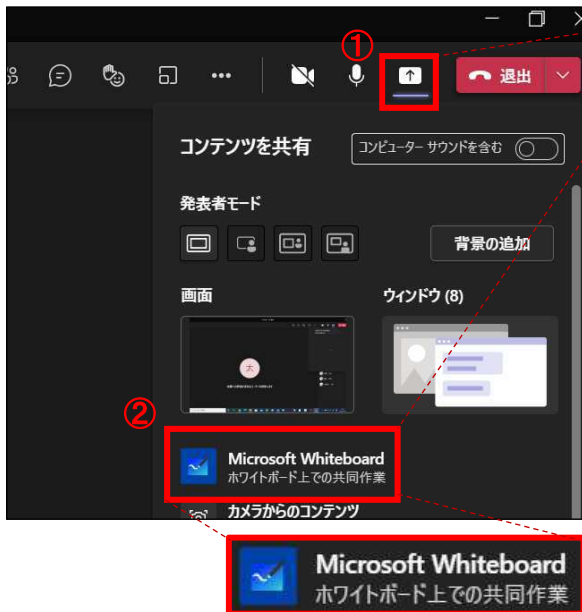 ①
退出
コンテンツを共有
コンピューター サウンドを含む
発表者モード
背景の追加
画面
ウィンドウ (8)
②
Microsoft Whiteboard
ホワイトボード上での共同作業
カメラからのコンテンツ
Microsoft Whiteboard
ホワイトボード上での共同作業